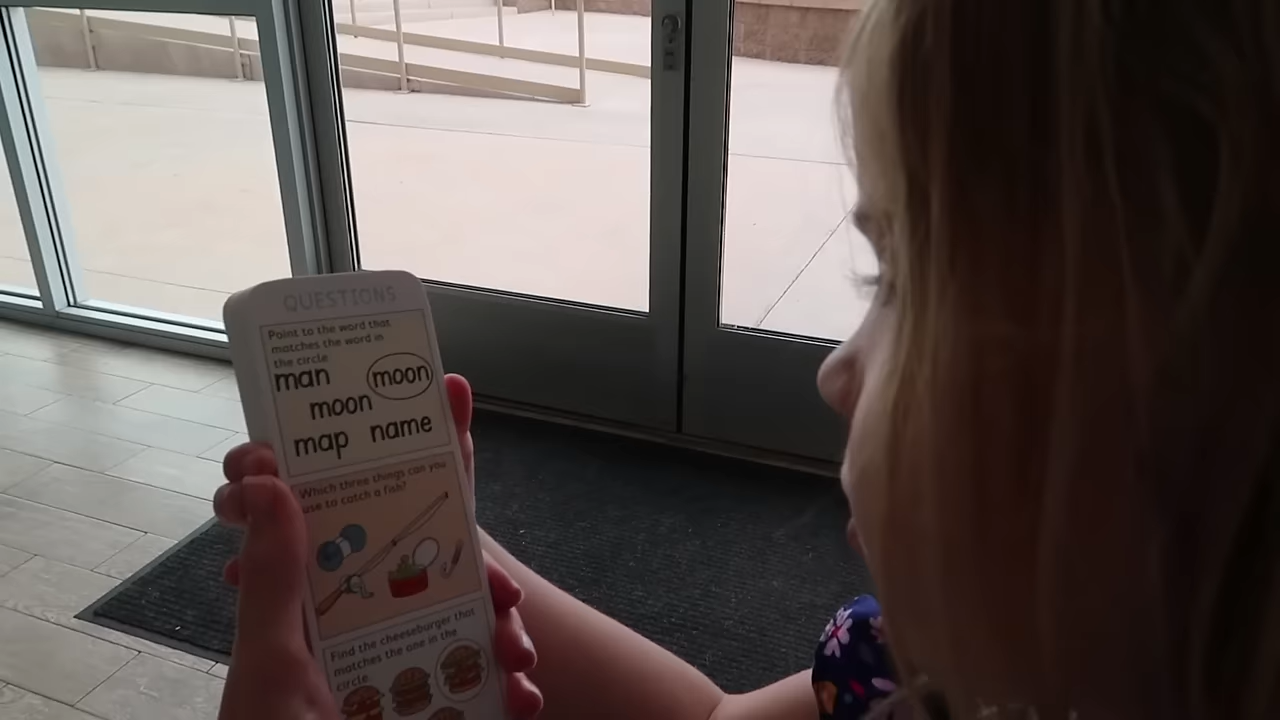 QUESTIONS
Point to the word that
matches the word in
the circle
man moon
moon
map name
Which three things can you
use to catch a fish?
Find the cheeseburger that
matches the one in the
circle.